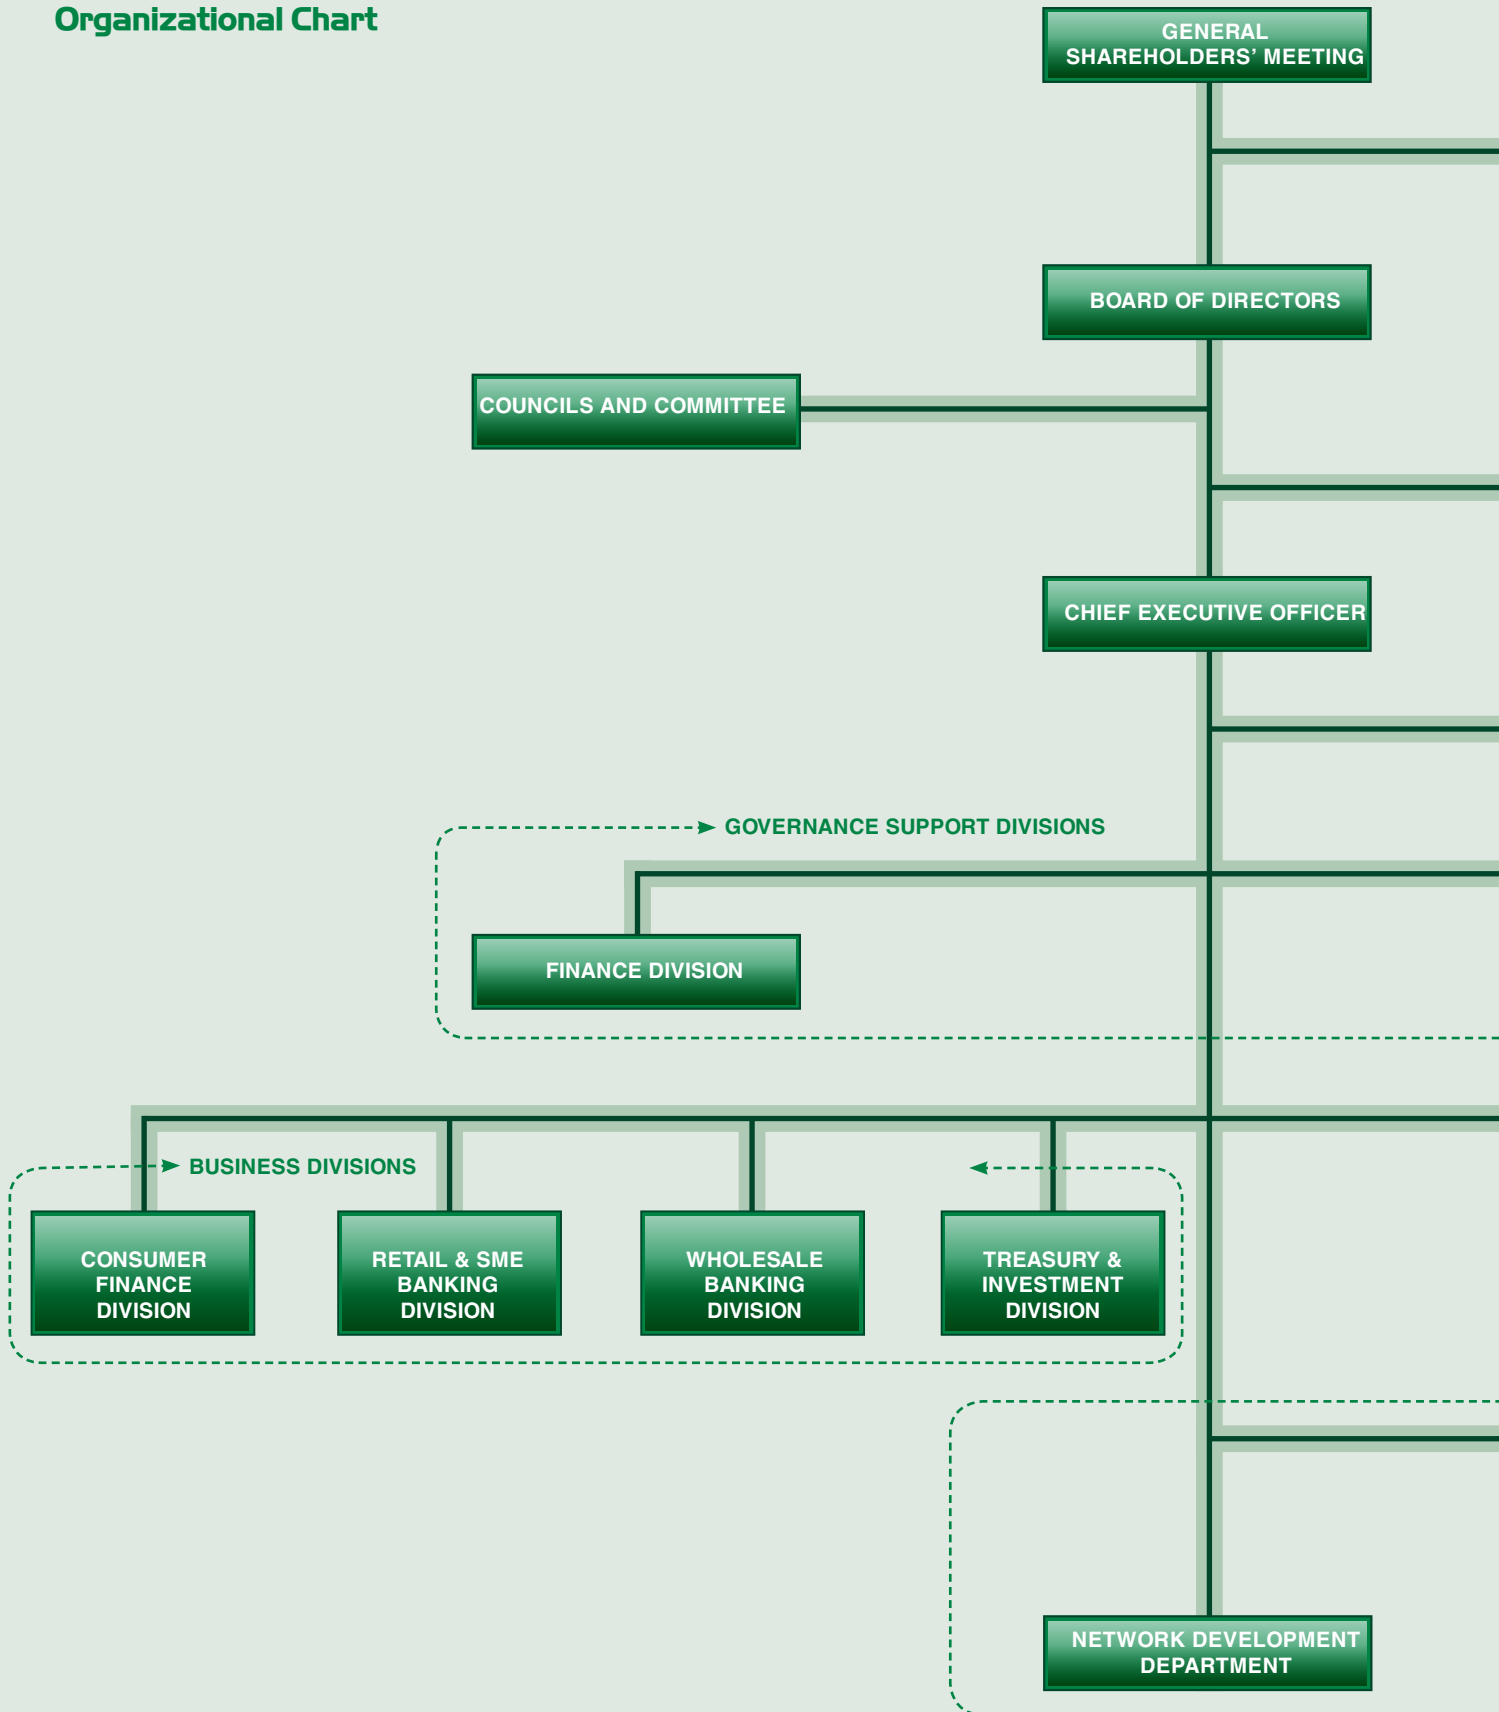 Organizational Chart
GENERAL
SHAREHOLDERS’ MEETING
BOARD OF DIRECTORS
COUNCILS AND COMMITTEE
CHIEF EXECUTIVE OFFICER
GOVERNANCE SUPPORT DIVISIONS
FINANCE DIVISION
BUSINESS DIVISIONS
CONSUMER
FINANCE
DIVISION
RETAIL & SME
BANKING
DIVISION
WHOLESALE
BANKING
DIVISION
TREASURY &
INVESTMENT
DIVISION
NETWORK DEVELOPMENT
DEPARTMENT